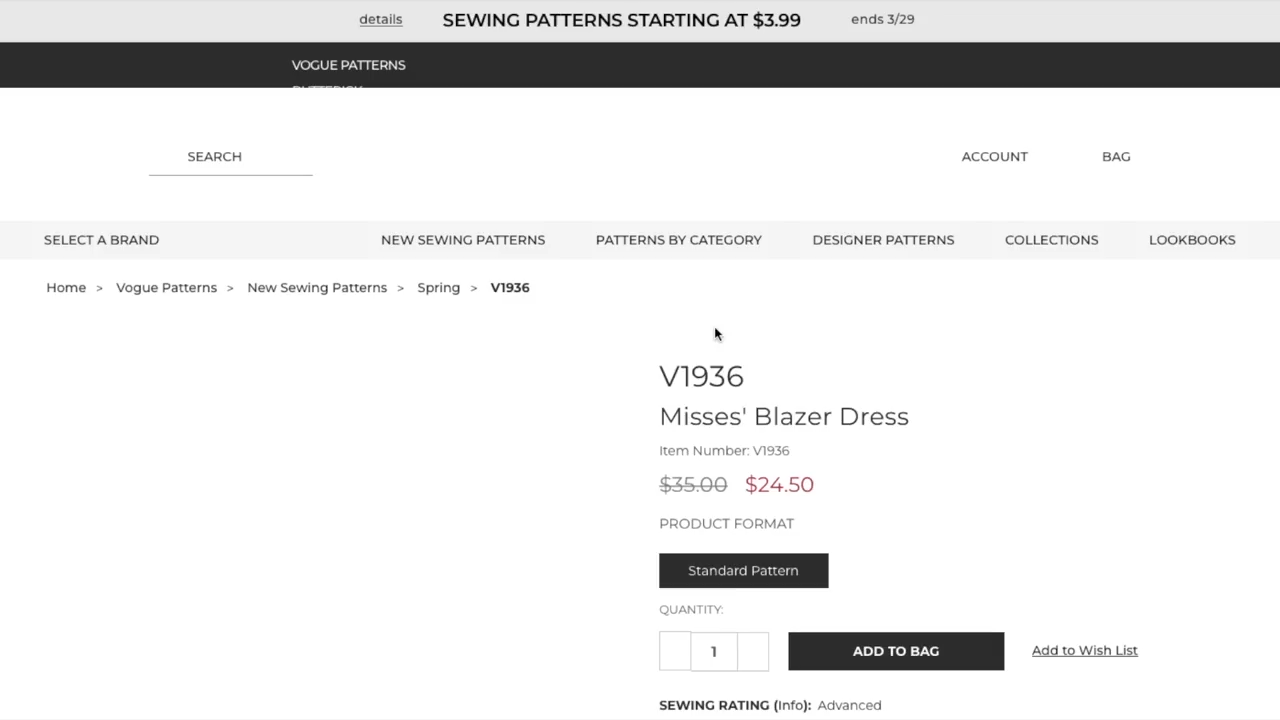 details SEWING PATTERNS STARTING AT $3.99 ends 3/29
VOGUE PATTERNS
SEARCH ACCOUNT BAG
SELECT A BRAND NEW SEWING PATTERNS PATTERNS BY CATEGORY DESIGNER PATTERNS COLLECTIONS LOOKBOOKS
Home > Vogue Patterns > New Sewing Patterns > Spring > V1936
V1936
Misses' Blazer Dress
Item Number: V1936
$35.00 $24.50
PRODUCT FORMAT
Standard Pattern
QUANTITY:
1 ADD TO BAG Add to Wish List
SEWING RATING (Info): Advanced